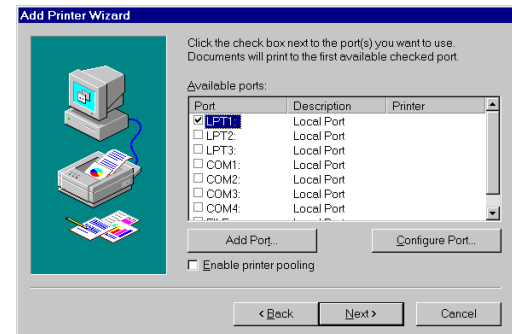 Add Printer Wizard
Click the check box next to the port(s) you want to use.
Documents will print to the first available checked port.
Available ports:
Port Description Printer
LPT1: Local Port
LPT2: Local Port
LPT3: Local Port
COM1: Local Port
COM2: Local Port
COM3: Local Port
COM4: Local Port
Local Port
Add Port... Configure Port...
Enable printer pooling
< Back Next > Cancel